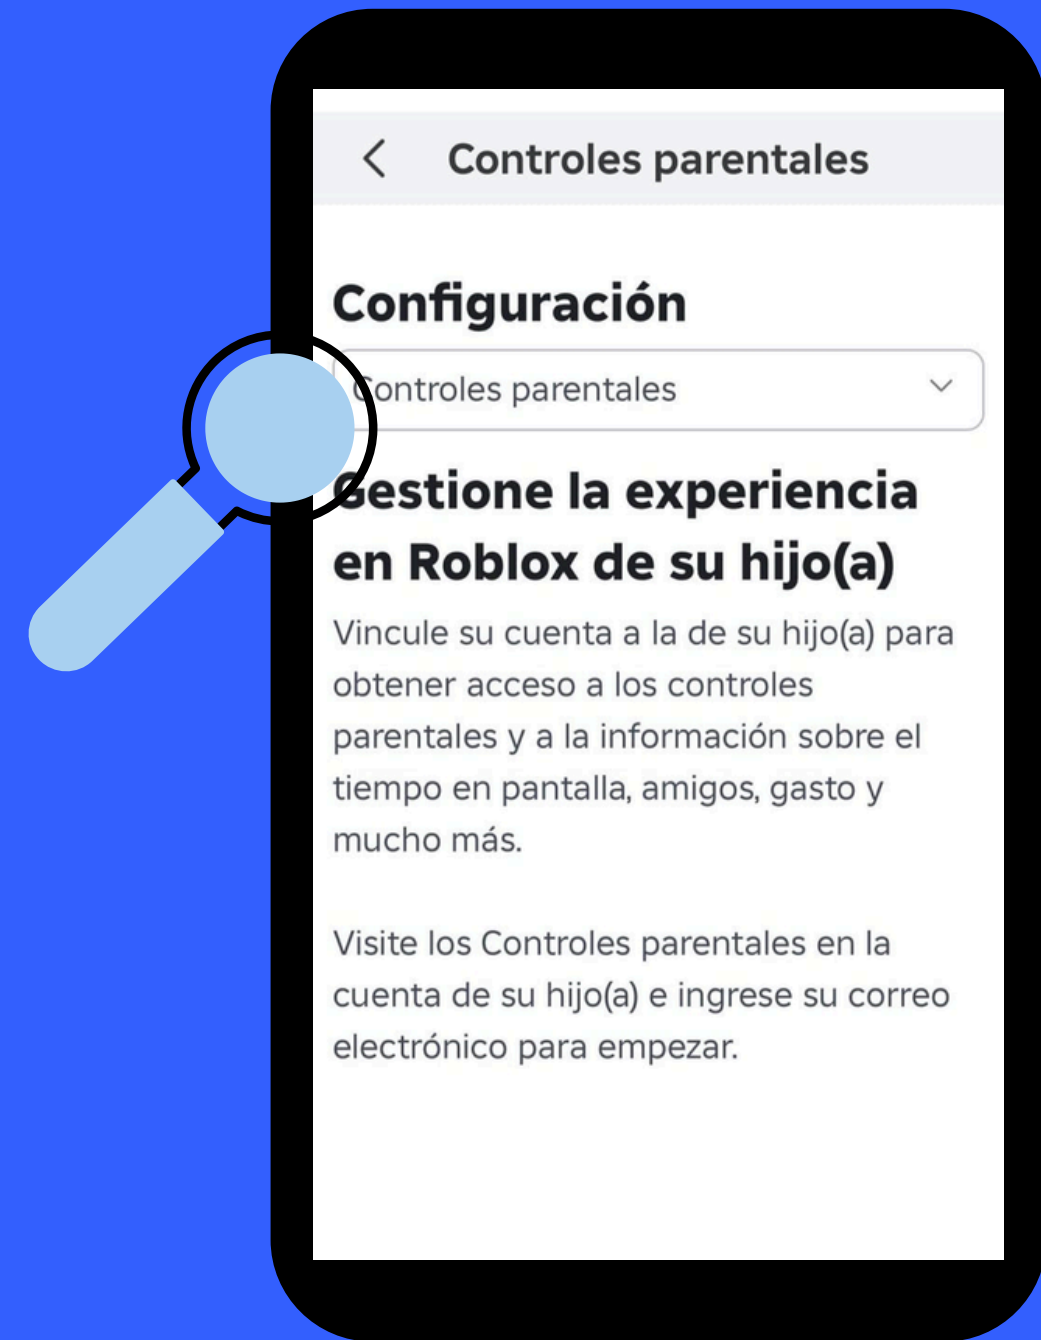 Controles parentales
Configuración
Controles parentales
Gestione la experiencia
en Roblox de su hijo(a)
Vincule su cuenta a la de su hijo(a) para
obtener acceso a los controles
parentales y a la información sobre el
tiempo en pantalla, amigos, gasto y
mucho más.
Visite los Controles parentales en la
cuenta de su hijo(a) e ingrese su correo
electrónico para empezar.